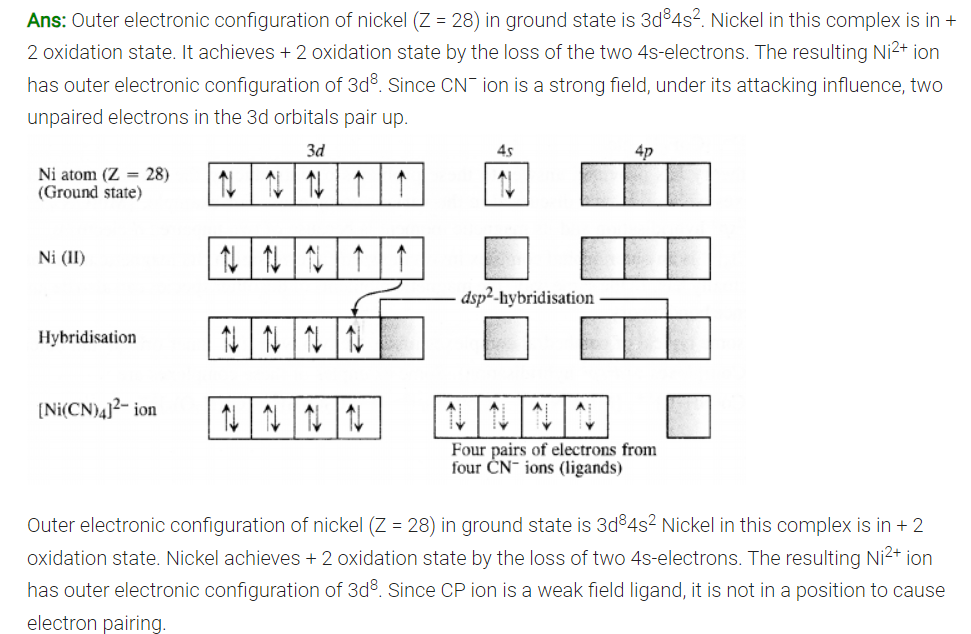 Ans: Outer electronic configuration of nickel (Z = 28) in ground state is 3d⁸4s². Nickel in this complex is in +
2 oxidation state. It achieves + 2 oxidation state by the loss of the two 4s-electrons. The resulting Ni²⁺ ion
has outer electronic configuration of 3d⁸. Since CN⁻ ion is a strong field, under its attacking influence, two
unpaired electrons in the 3d orbitals pair up.
3d 4s 4p
Ni atom (Z = 28)
(Ground state)
Ni (II)
dsp²-hybridisation
Hybridisation
[Ni(CN)₄]²⁻ ion
Four pairs of electrons from
four CN⁻ ions (ligands)
Outer electronic configuration of nickel (Z = 28) in ground state is 3d⁸4s² Nickel in this complex is in + 2
oxidation state. Nickel achieves + 2 oxidation state by the loss of two 4s-electrons. The resulting Ni²⁺ ion
has outer electronic configuration of 3d⁸. Since CP ion is a weak field ligand, it is not in a position to cause
electron pairing.